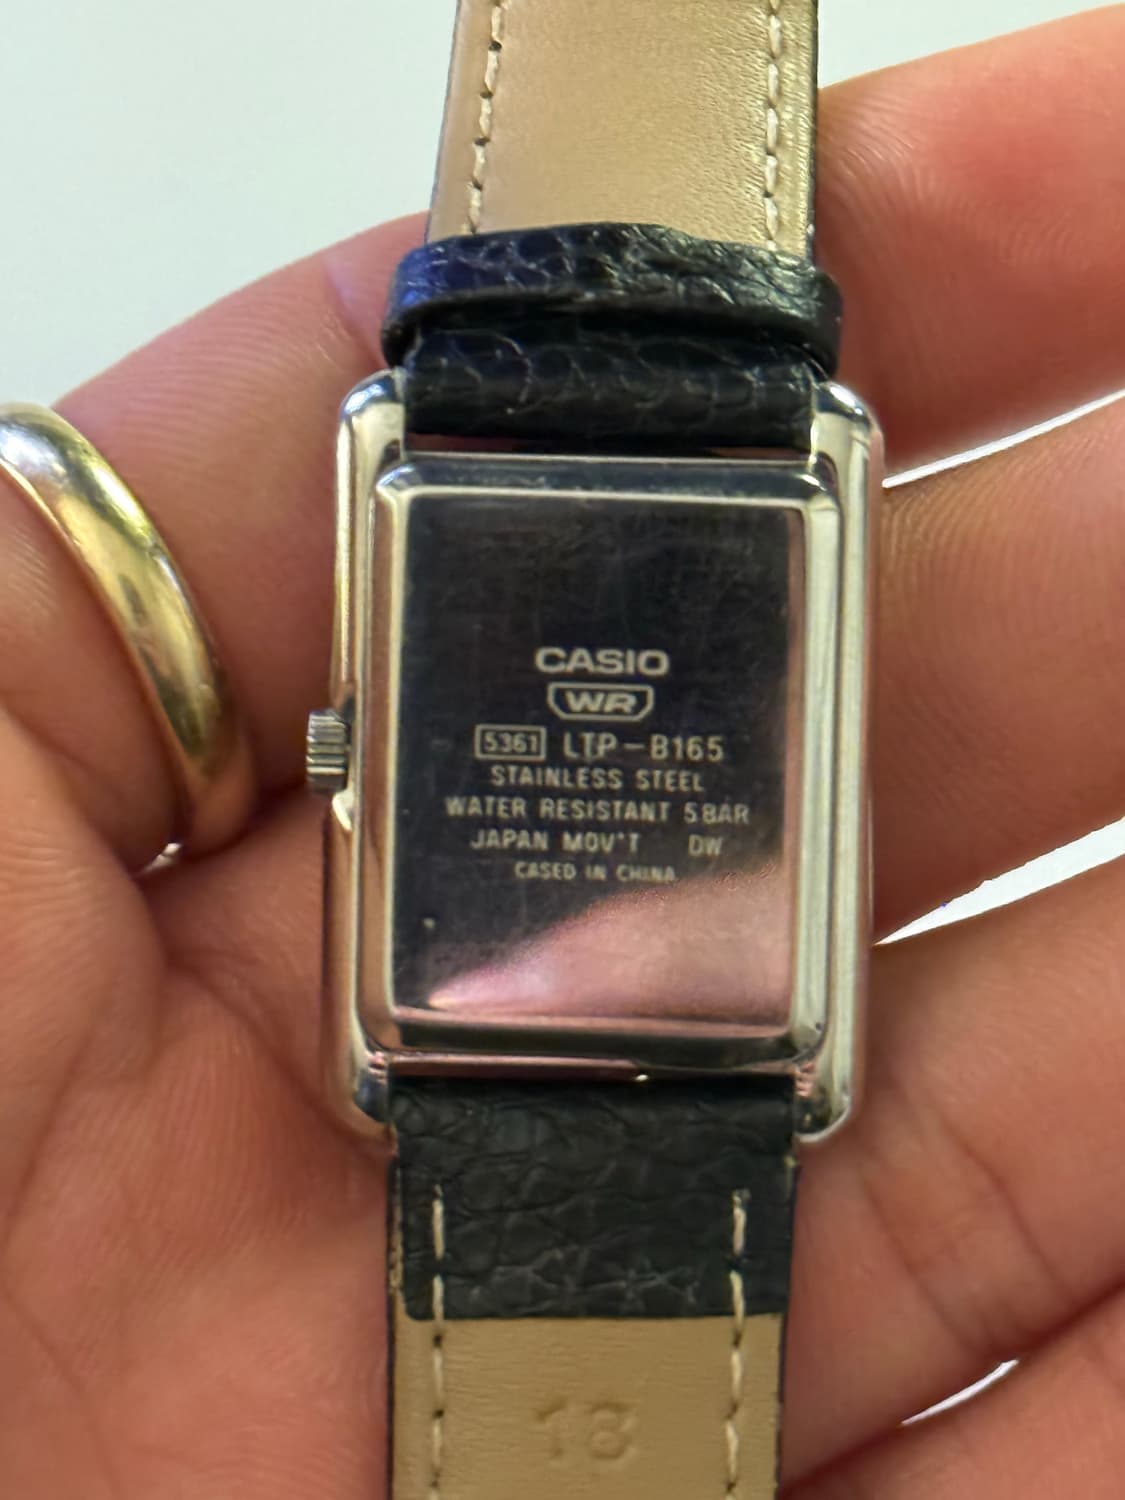 CASIO
WR
5361 LTP-B165
STAINLESS STEEL
WATER RESISTANT 5BAR
JAPAN MOV'T DW
CASED IN CHINA
18